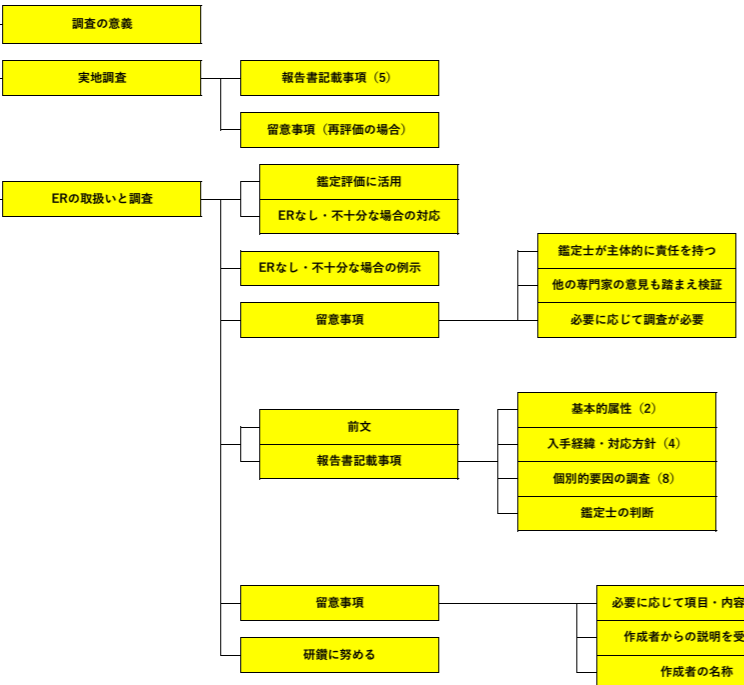 調査の意義
実地調査
報告書記載事項（5）
留意事項（再評価の場合）
ERの取扱いと調査
鑑定評価に活用
ERなし・不十分な場合の対応
ERなし・不十分な場合の例示
留意事項
鑑定士が主体的に責任を持つ
他の専門家の意見も踏まえ検証
必要に応じて調査が必要
前文
報告書記載事項
基本的属性（2）
入手経緯・対応方針（4）
個別的要因の調査（8）
鑑定士の判断
留意事項
必要に応じて項目・内容
作成者からの説明を受
作成者の名称
研鑽に努める